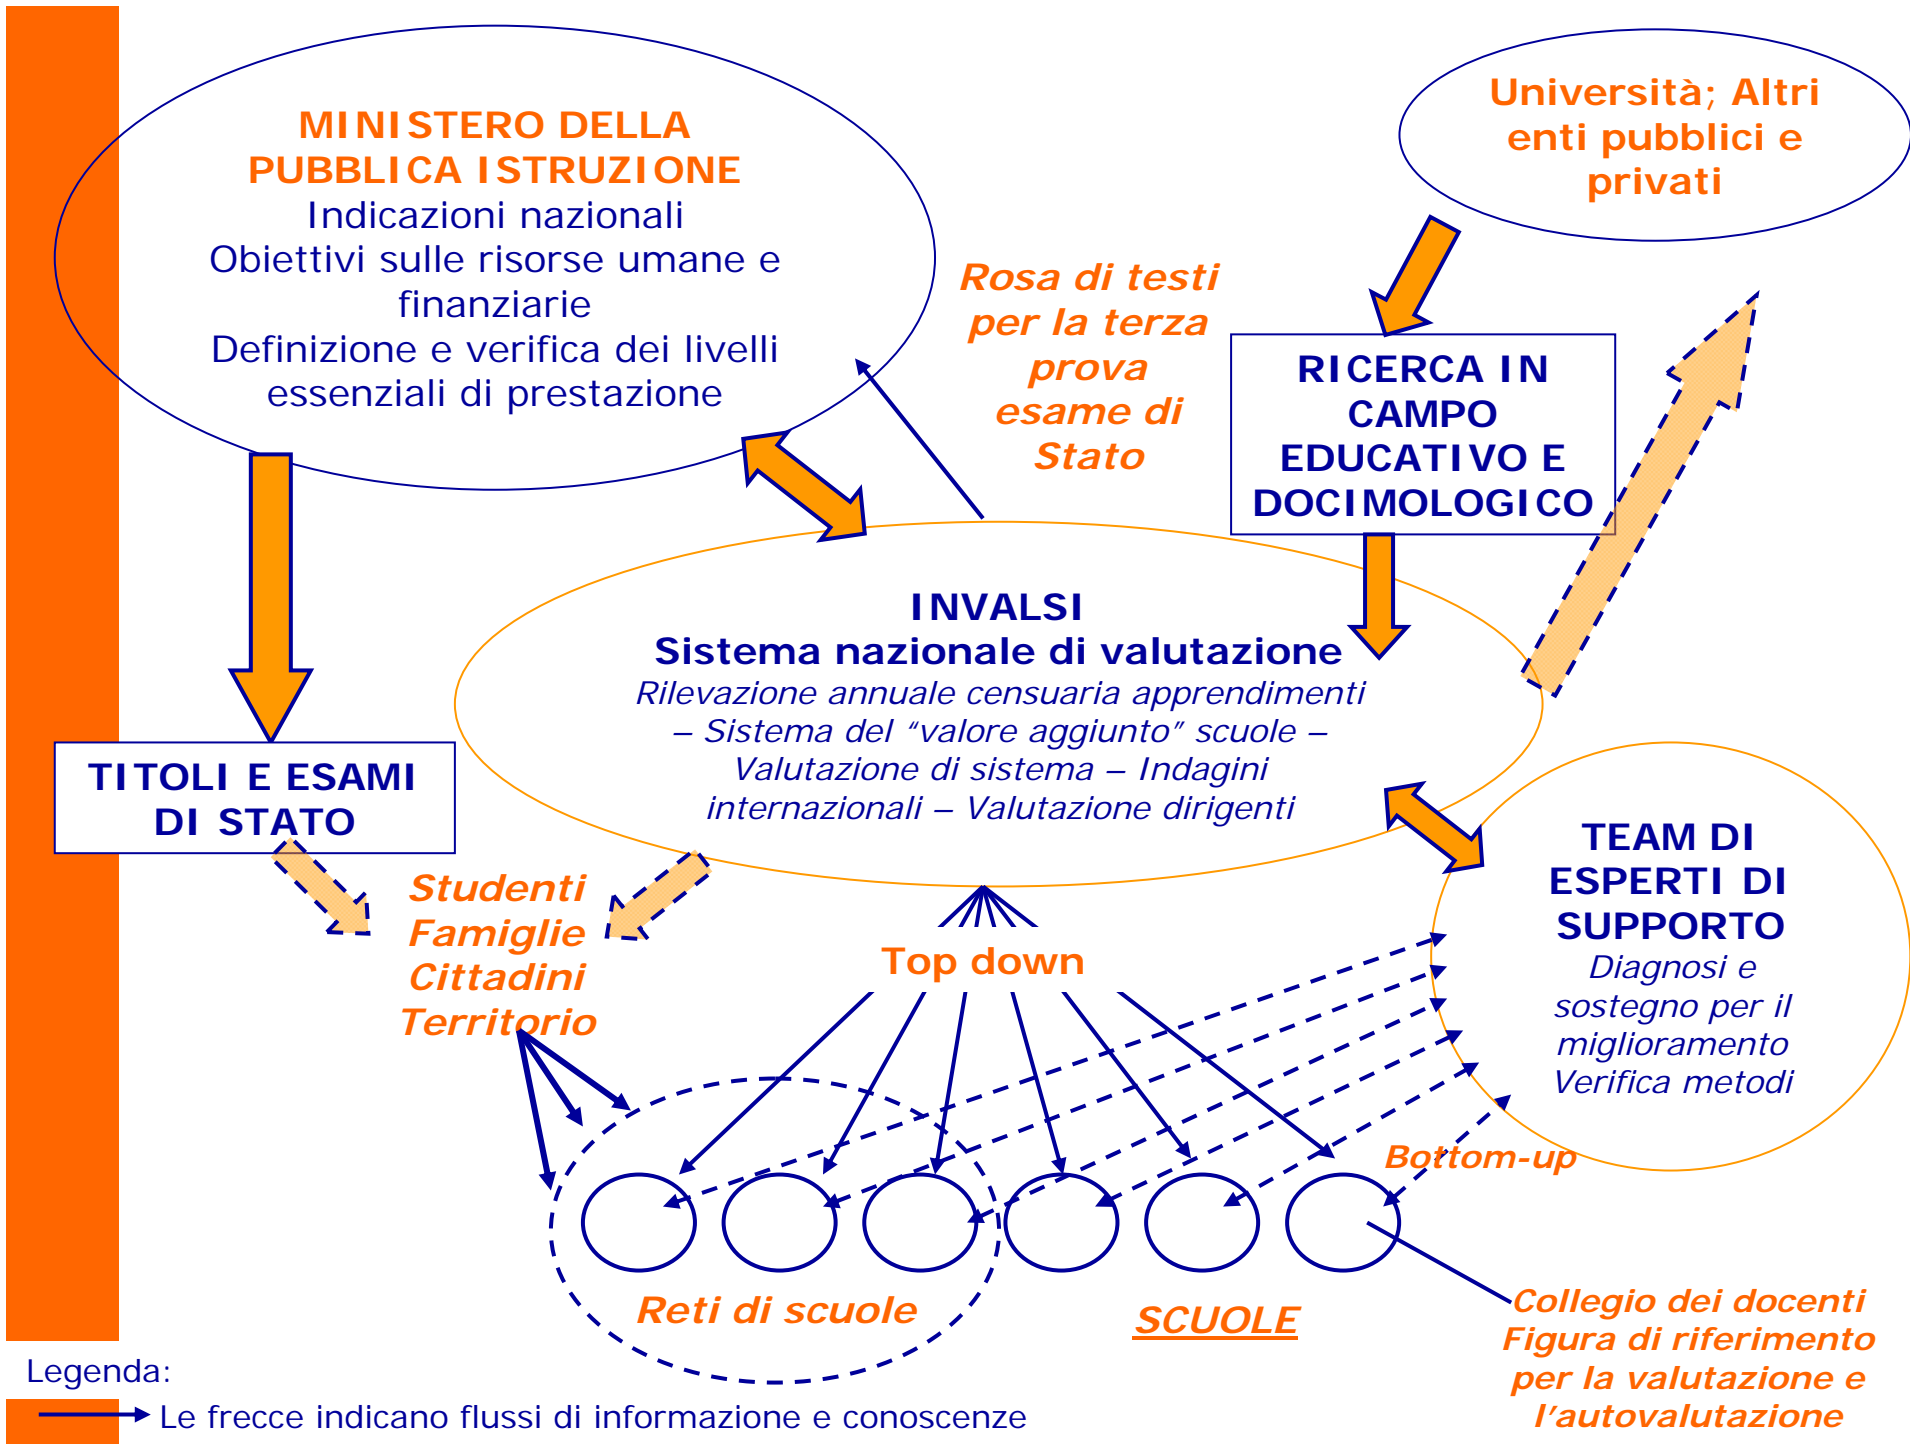 MINISTERO DELLA
PUBBLICA ISTRUZIONE
Indicazioni nazionali
Obiettivi sulle risorse umane e
finanziarie
Definizione e verifica dei livelli
essenziali di prestazione
Università; Altri
enti pubblici e
privati
Rosa di testi
per la terza
prova
esame di
Stato
RICERCA IN
CAMPO
EDUCATIVO E
DOCIMOLOGICO
INVALSI
Sistema nazionale di valutazione
Rilevazione annuale censuaria apprendimenti
– Sistema del “valore aggiunto” scuole –
Valutazione di sistema – Indagini
internazionali – Valutazione dirigenti
TITOLI E ESAMI
DI STATO
Studenti
Famiglie
Cittadini
Territorio
Top down
TEAM DI
ESPERTI DI
SUPPORTO
Diagnosi e
sostegno per il
miglioramento
Verifica metodi
Bottom-up
Reti di scuole
SCUOLE
Collegio dei docenti
Figura di riferimento
per la valutazione e
l’autovalutazione
Legenda:
Le frecce indicano flussi di informazione e conoscenze